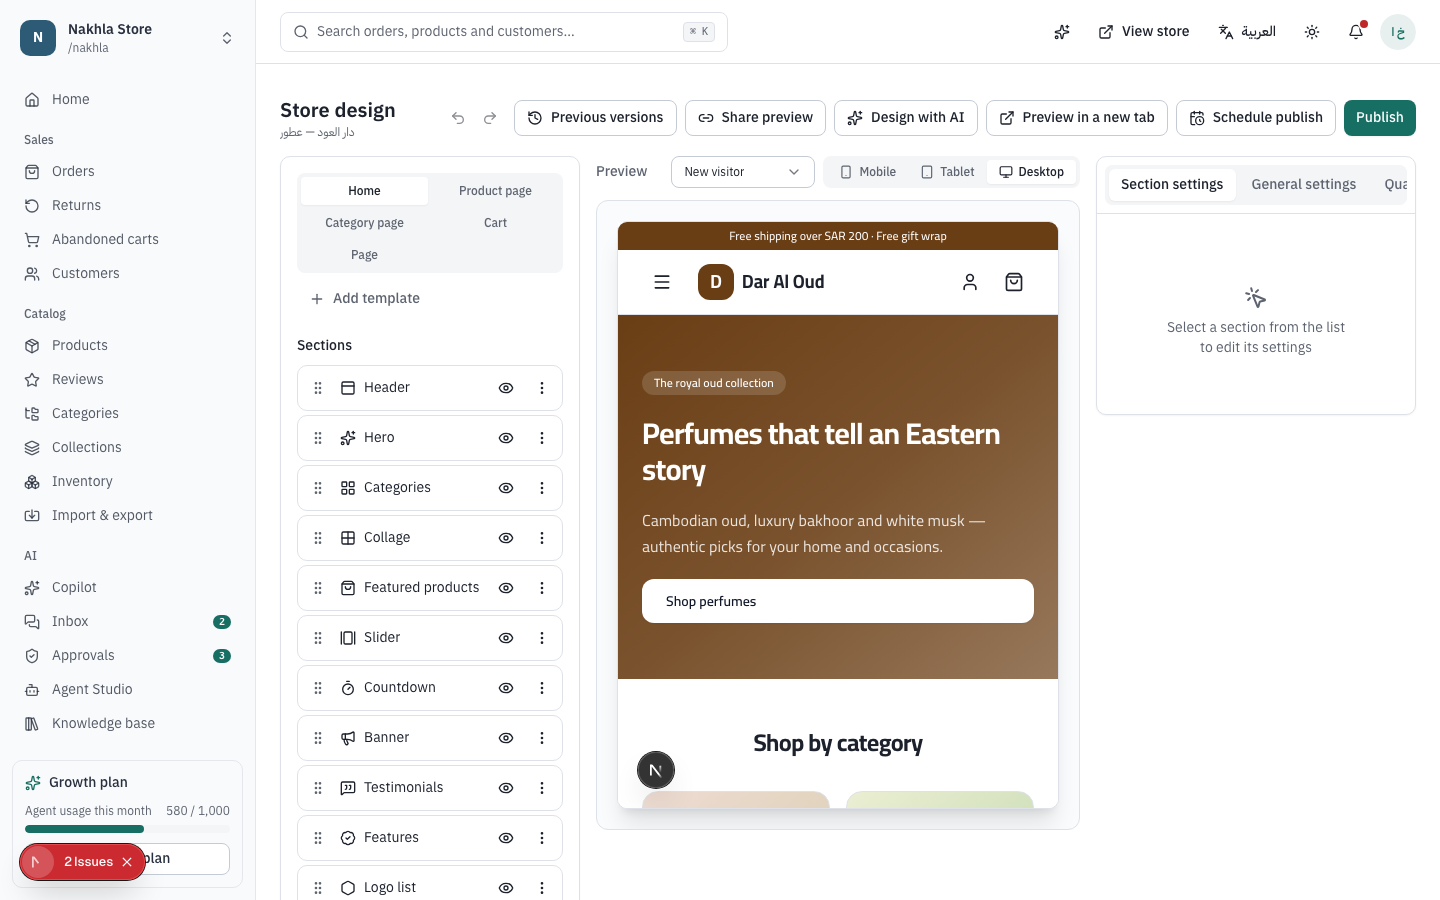 N
Nakhla Store
/nakhla
Search orders, products and customers...
⌘ K
View store
العربية
خ ا
Home
Sales
Orders
Returns
Abandoned carts
Customers
Catalog
Products
Reviews
Categories
Collections
Inventory
Import & export
AI
Copilot
Inbox
2
Approvals
3
Agent Studio
Knowledge base
Growth plan
Agent usage this month
580 / 1,000
plan
2 Issues
Store design
دار العود — عطور
Previous versions
Share preview
Design with AI
Preview in a new tab
Schedule publish
Publish
Home
Product page
Category page
Cart
Page
Add template
Sections
Header
Hero
Categories
Collage
Featured products
Slider
Countdown
Banner
Testimonials
Features
Logo list
Preview
New visitor
Mobile
Tablet
Desktop
Free shipping over SAR 200 · Free gift wrap
D
Dar Al Oud
The royal oud collection
Perfumes that tell an Eastern
story
Cambodian oud, luxury bakhoor and white musk —
authentic picks for your home and occasions.
Shop perfumes
Shop by category
N
Section settings
General settings
Qua
Select a section from the list
to edit its settings